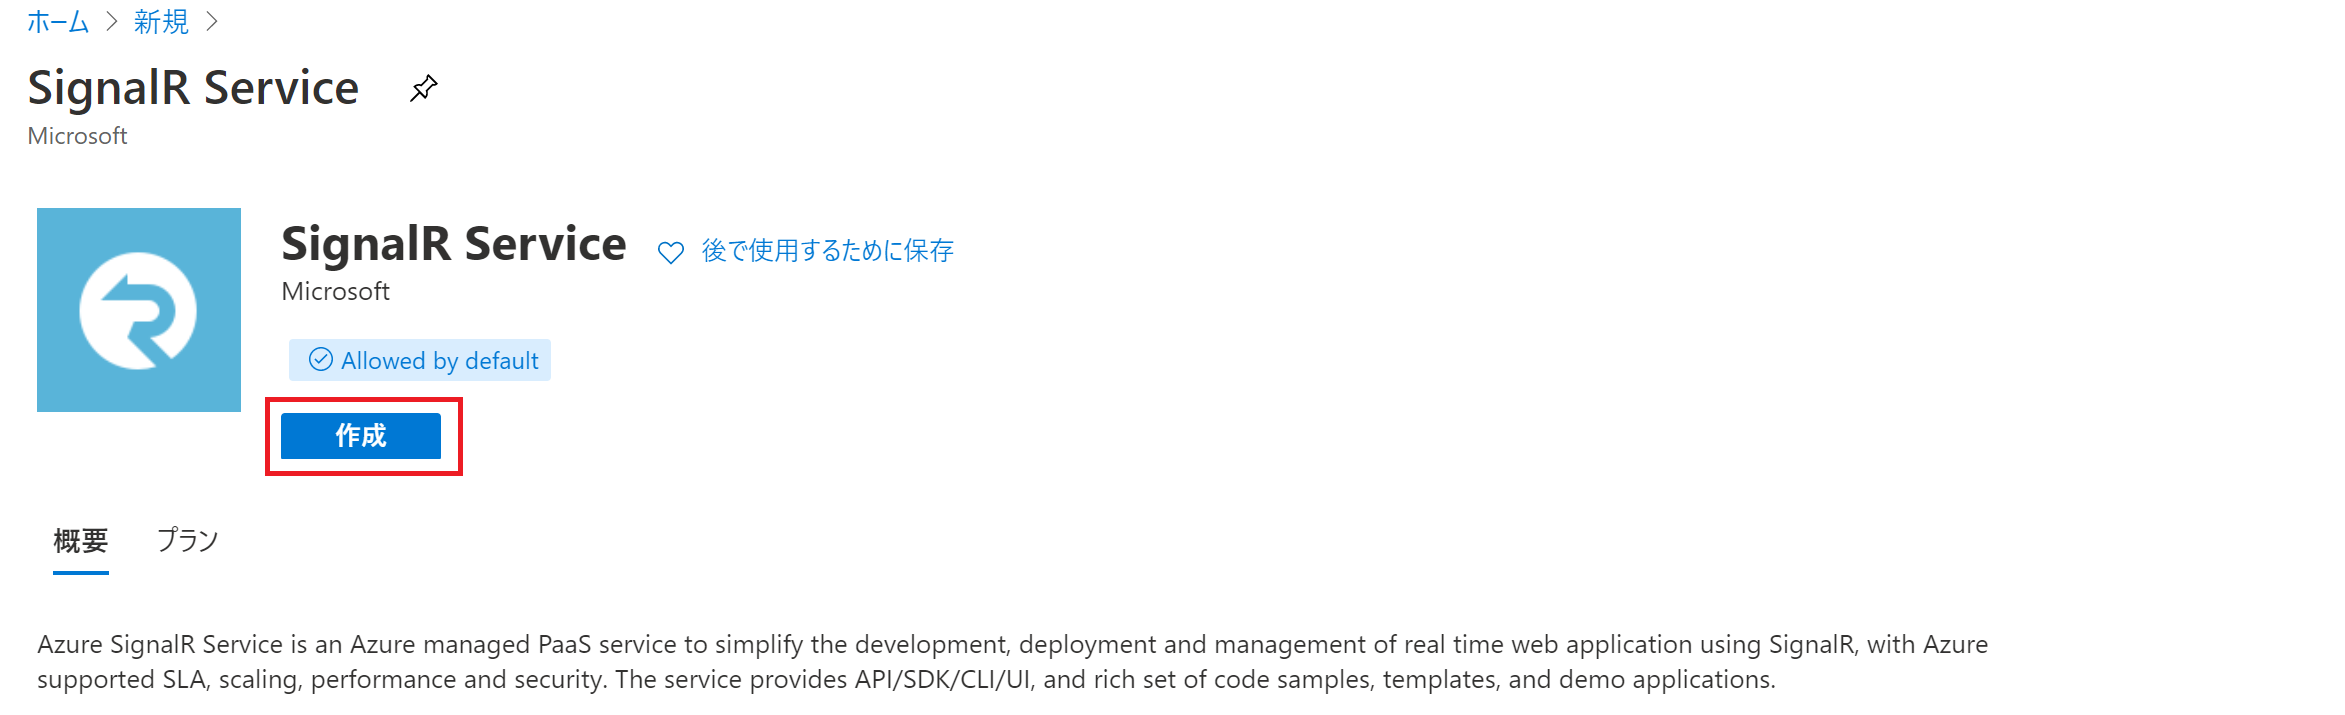 ホーム > 新規 >
SignalR Service
Microsoft
SignalR Service
後で使用するために保存
Microsoft
Allowed by default
作成
概要 プラン
Azure SignalR Service is an Azure managed PaaS service to simplify the development, deployment and management of real time web application using SignalR, with Azure
supported SLA, scaling, performance and security. The service provides API/SDK/CLI/UI, and rich set of code samples, templates, and demo applications.